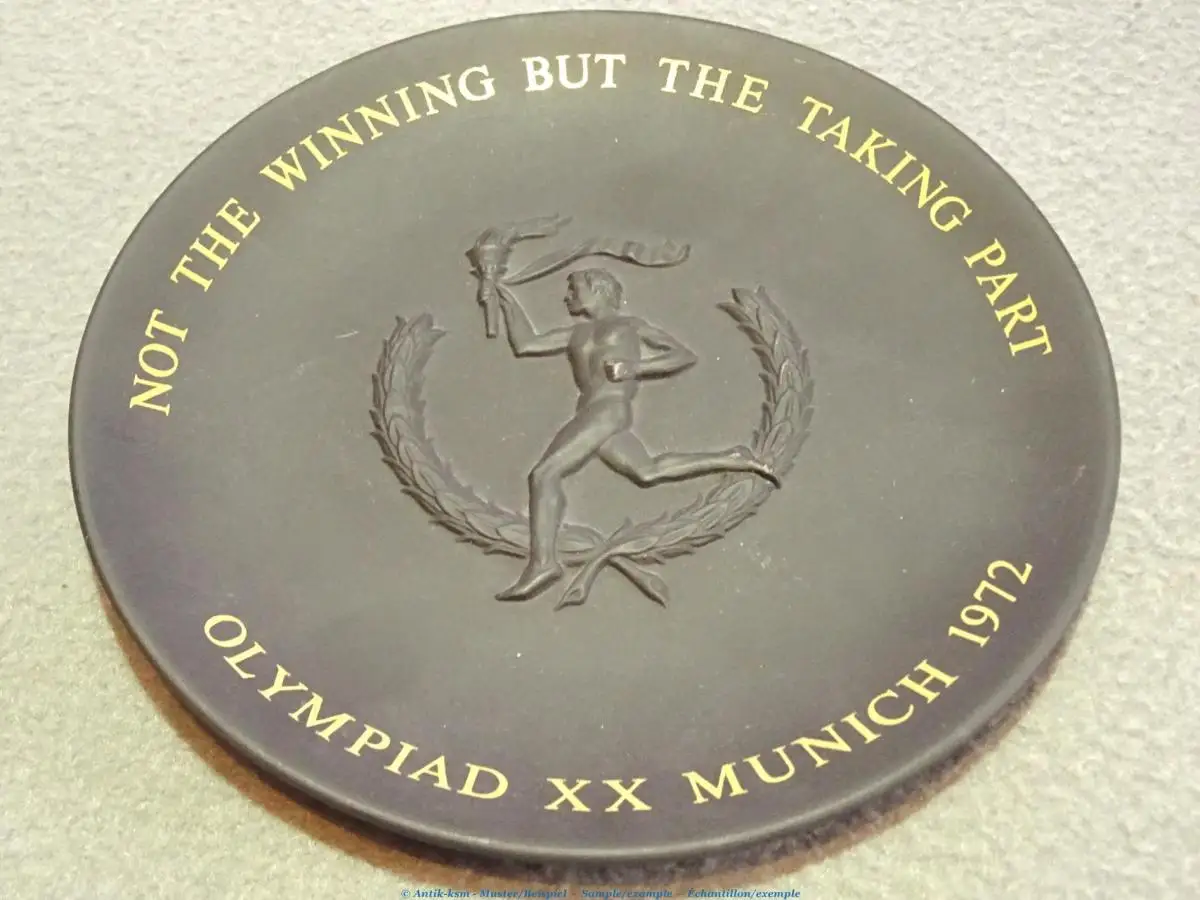 NOT THE WINNING BUT THE TAKING PART
OLYMPIAD XX MUNICH 1972
© Antik-ksm - Muster/Beispiel - Sample/example - Échantillon/exemple